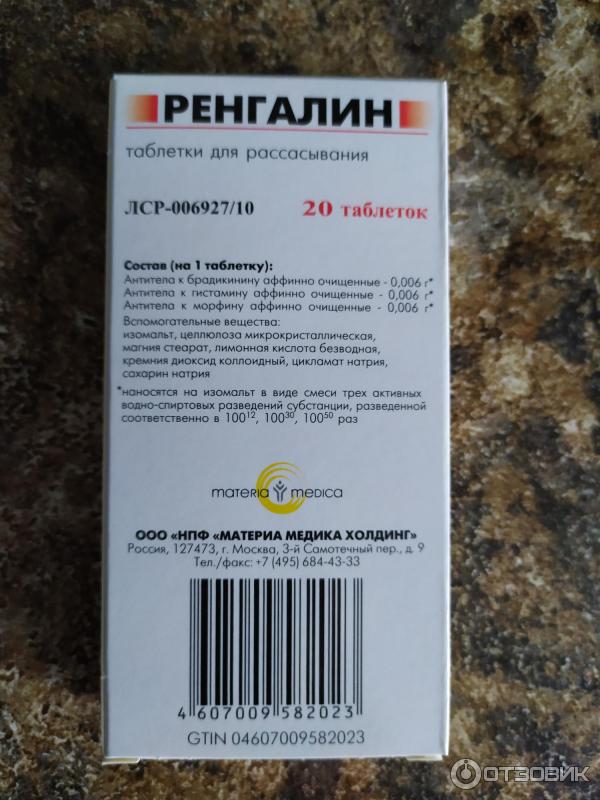 РЕНГАЛИН
таблетки для рассасывания
ЛСР-006927/10 20 таблеток
Состав (на 1 таблетку):
Антитела к брадикинину аффинно очищенные - 0,006 г*
Антитела к гистамину аффинно очищенные - 0,006 г*
Антитела к морфину аффинно очищенные - 0,006 г*
Вспомогательные вещества:
изомальт, целлюлоза микрокристаллическая,
магния стеарат, лимонная кислота безводная,
кремния диоксид коллоидный, цикламат натрия,
сахарин натрия
*наносятся на изомальт в виде смеси трех активных
водно-спиртовых разведений субстанции, разведенной
соответственно в 100¹², 100³⁰, 100⁵⁰ раз
materia medica
ООО «НПФ «МАТЕРИА МЕДИКА ХОЛДИНГ»
Россия, 127473, г. Москва, 3-й Самотечный пер., д. 9
Тел./факс: +7 (495) 684-43-33
4 607009 582023
GTIN 04607009582023
ОТЗОВИК